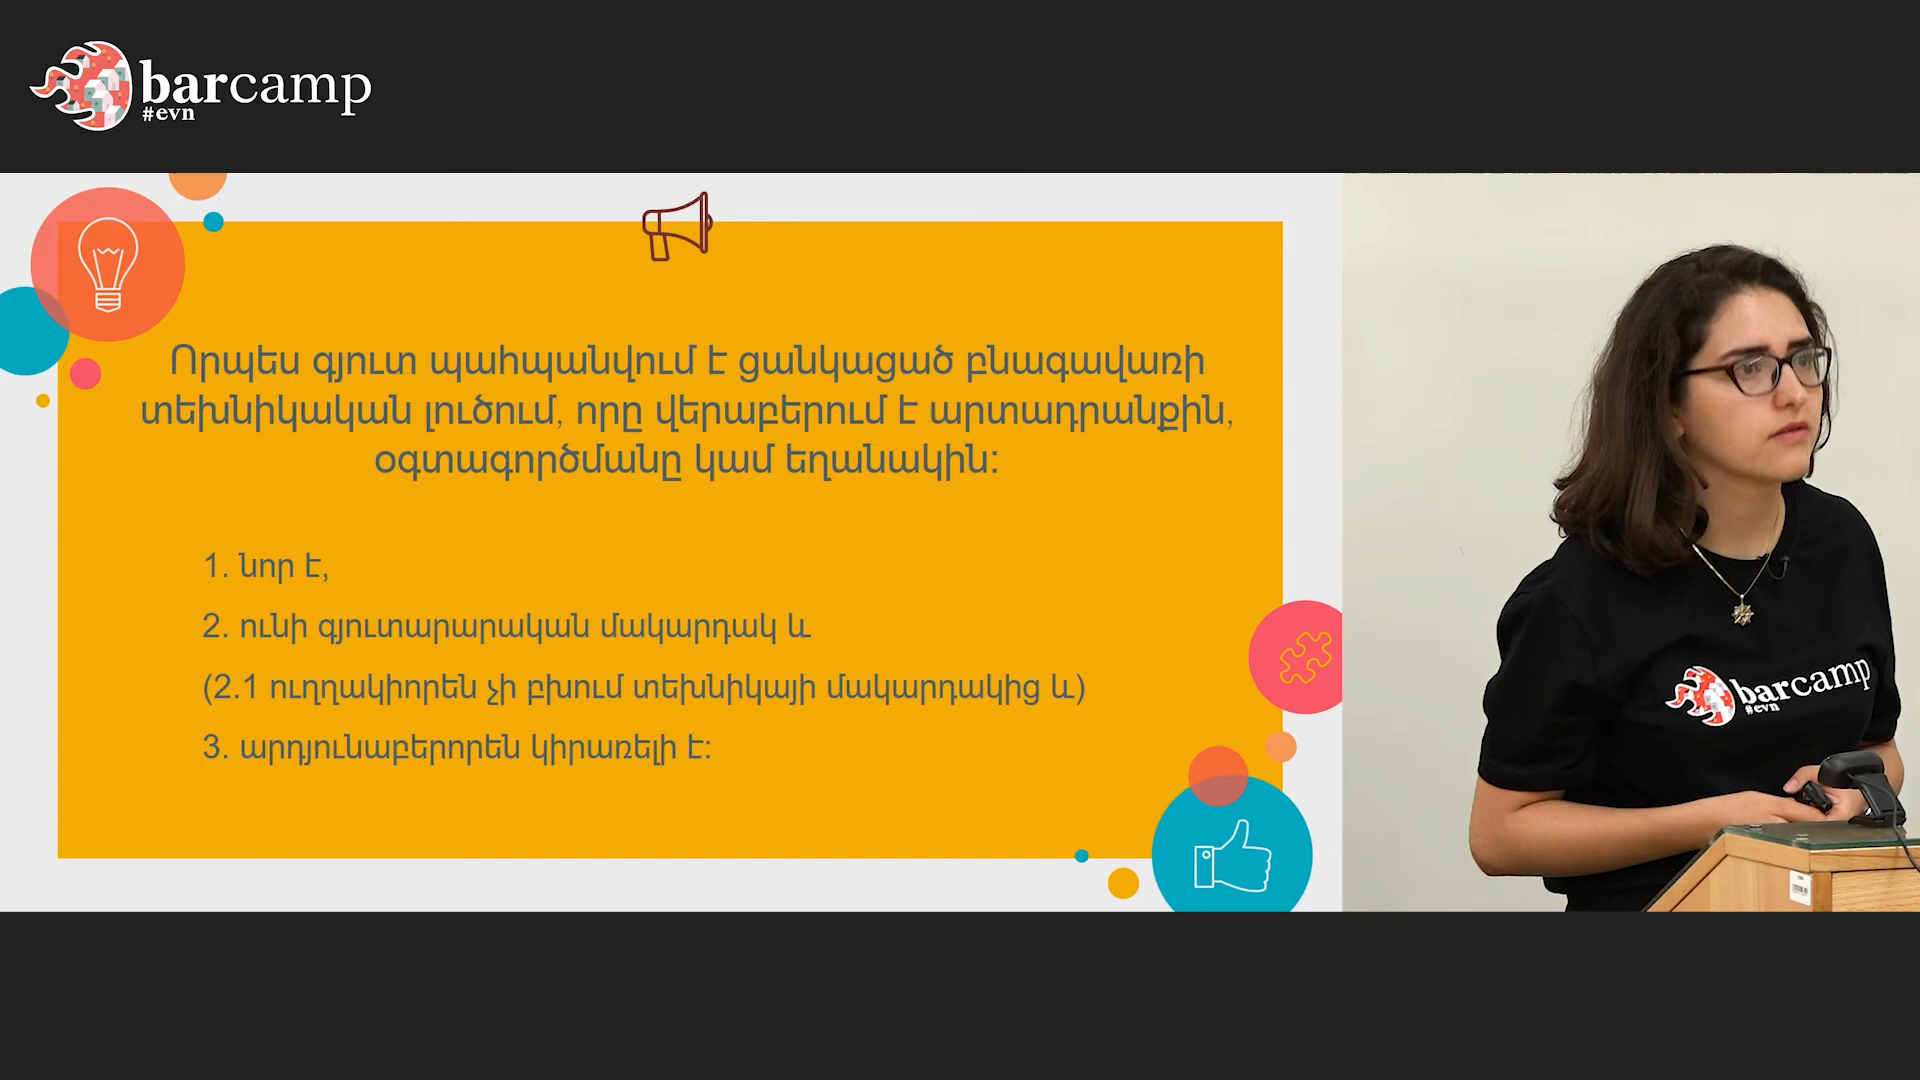 barcamp
#evn
Որպես գյուտ պահպանվում է ցանկացած բնագավառի
տեխնիկական լուծում, որը վերաբերում է արտադրանքին,
օգտագործմանը կամ եղանակին:
1. նոր է,
2. ունի գյուտարարական մակարդակ և
(2.1 ուղղակիորեն չի բխում տեխնիկայի մակարդակից և)
3. արդյունաբերորեն կիրառելի է:
barcamp
#evn